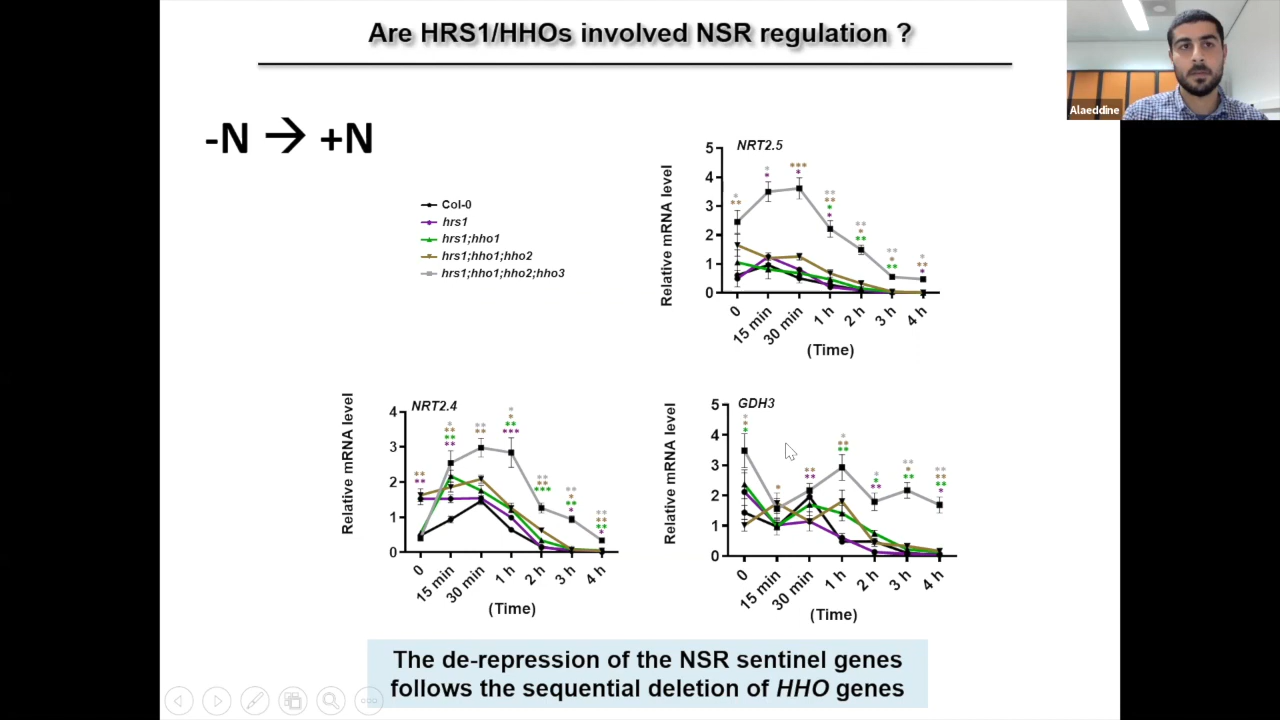 Are HRS1/HHOs involved NSR regulation ?
Alaeddine
-N → +N
Col-0
hrs1
hrs1;hho1
hrs1;hho1;hho2
hrs1;hho1;hho2;hho3
NRT2.5
Relative mRNA level
5
4
3
2
1
0
0
15 min
30 min
1 h
2 h
3 h
4 h
(Time)
NRT2.4
Relative mRNA level
4
3
2
1
0
0
15 min
30 min
1 h
2 h
3 h
4 h
(Time)
GDH3
Relative mRNA level
5
4
3
2
1
0
0
15 min
30 min
1 h
2 h
3 h
4 h
(Time)
The de-repression of the NSR sentinel genes
follows the sequential deletion of HHO genes